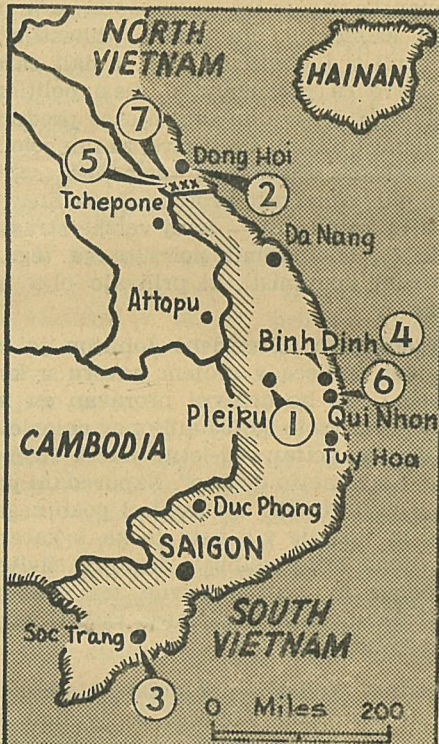 NORTH
VIETNAM
HAINAN
7
5
Dong Hoi
2
Tchepone
xxx
Da Nang
Attopu
Binh Dinh 4
6
Pleiku 1 Qui Nhon
CAMBODIA
Tuy Hoa
Duc Phong
SAIGON
SOUTH
VIETNAM
Soc Trang
3
0 Miles 200